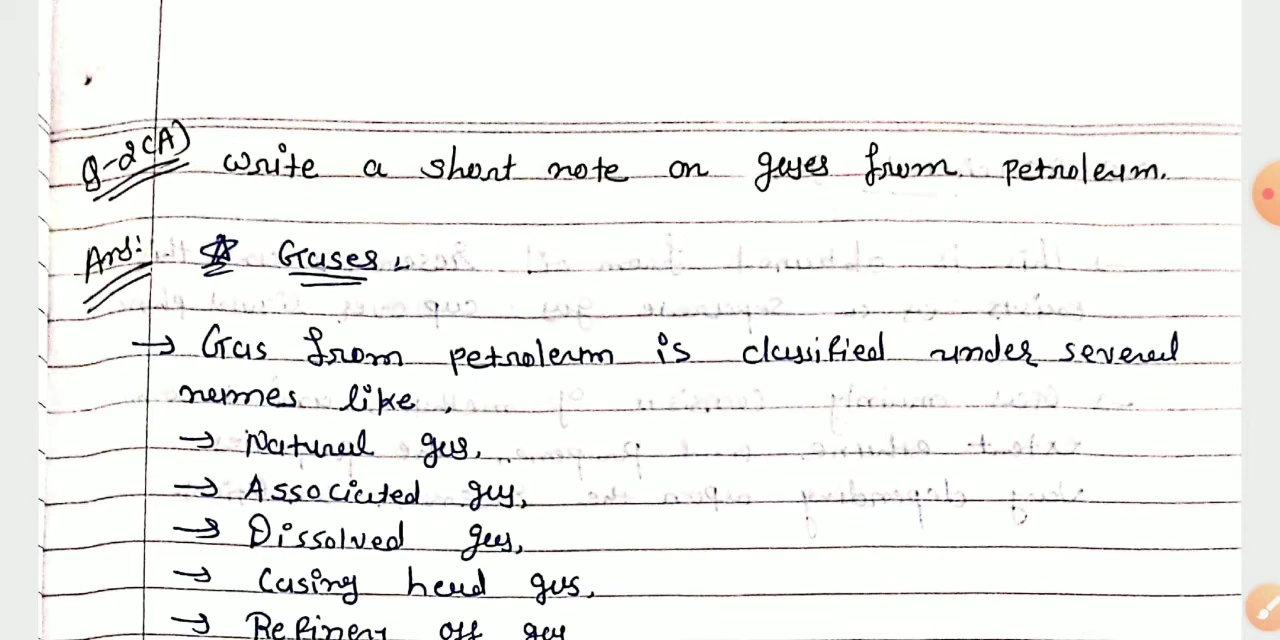 Q-2(A) Write a short note on gases from petroleum.
Ans: Gases,
→ Gas from petroleum is classified under several
names like,
→ Natural gas,
→ Associated gas,
→ Dissolved gas,
→ Casing head gas,
→ Refinery off gas